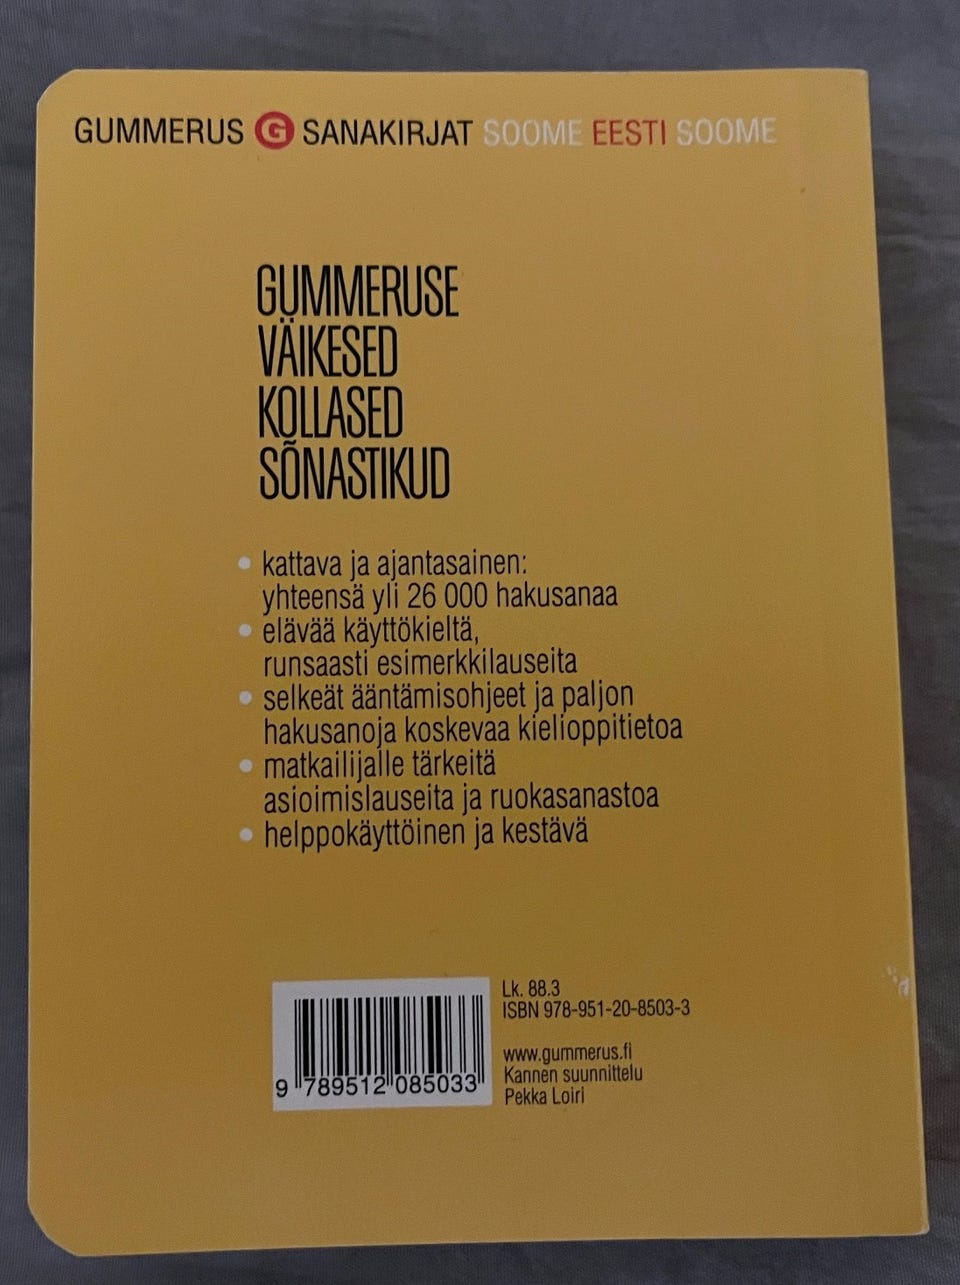 GUMMERUS G SANAKIRJAT SOOME EESTI SOOME
GUMMERUSE
VÄIKESED
KOLLASED
SÕNASTIKUD
• kattava ja ajantasainen:
yhteensä yli 26 000 hakusanaa
• elävää käyttökieltä,
runsaasti esimerkkilauseita
• selkeät ääntämisohjeet ja paljon
hakusanoja koskevaa kielioppitietoa
• matkailijalle tärkeitä
asioimislauseita ja ruokasanastoa
• helppokäyttöinen ja kestävä
Lk. 88.3
ISBN 978-951-20-8503-3
www.gummerus.fi
Kannen suunnittelu
Pekka Loiri
9 789512 085033